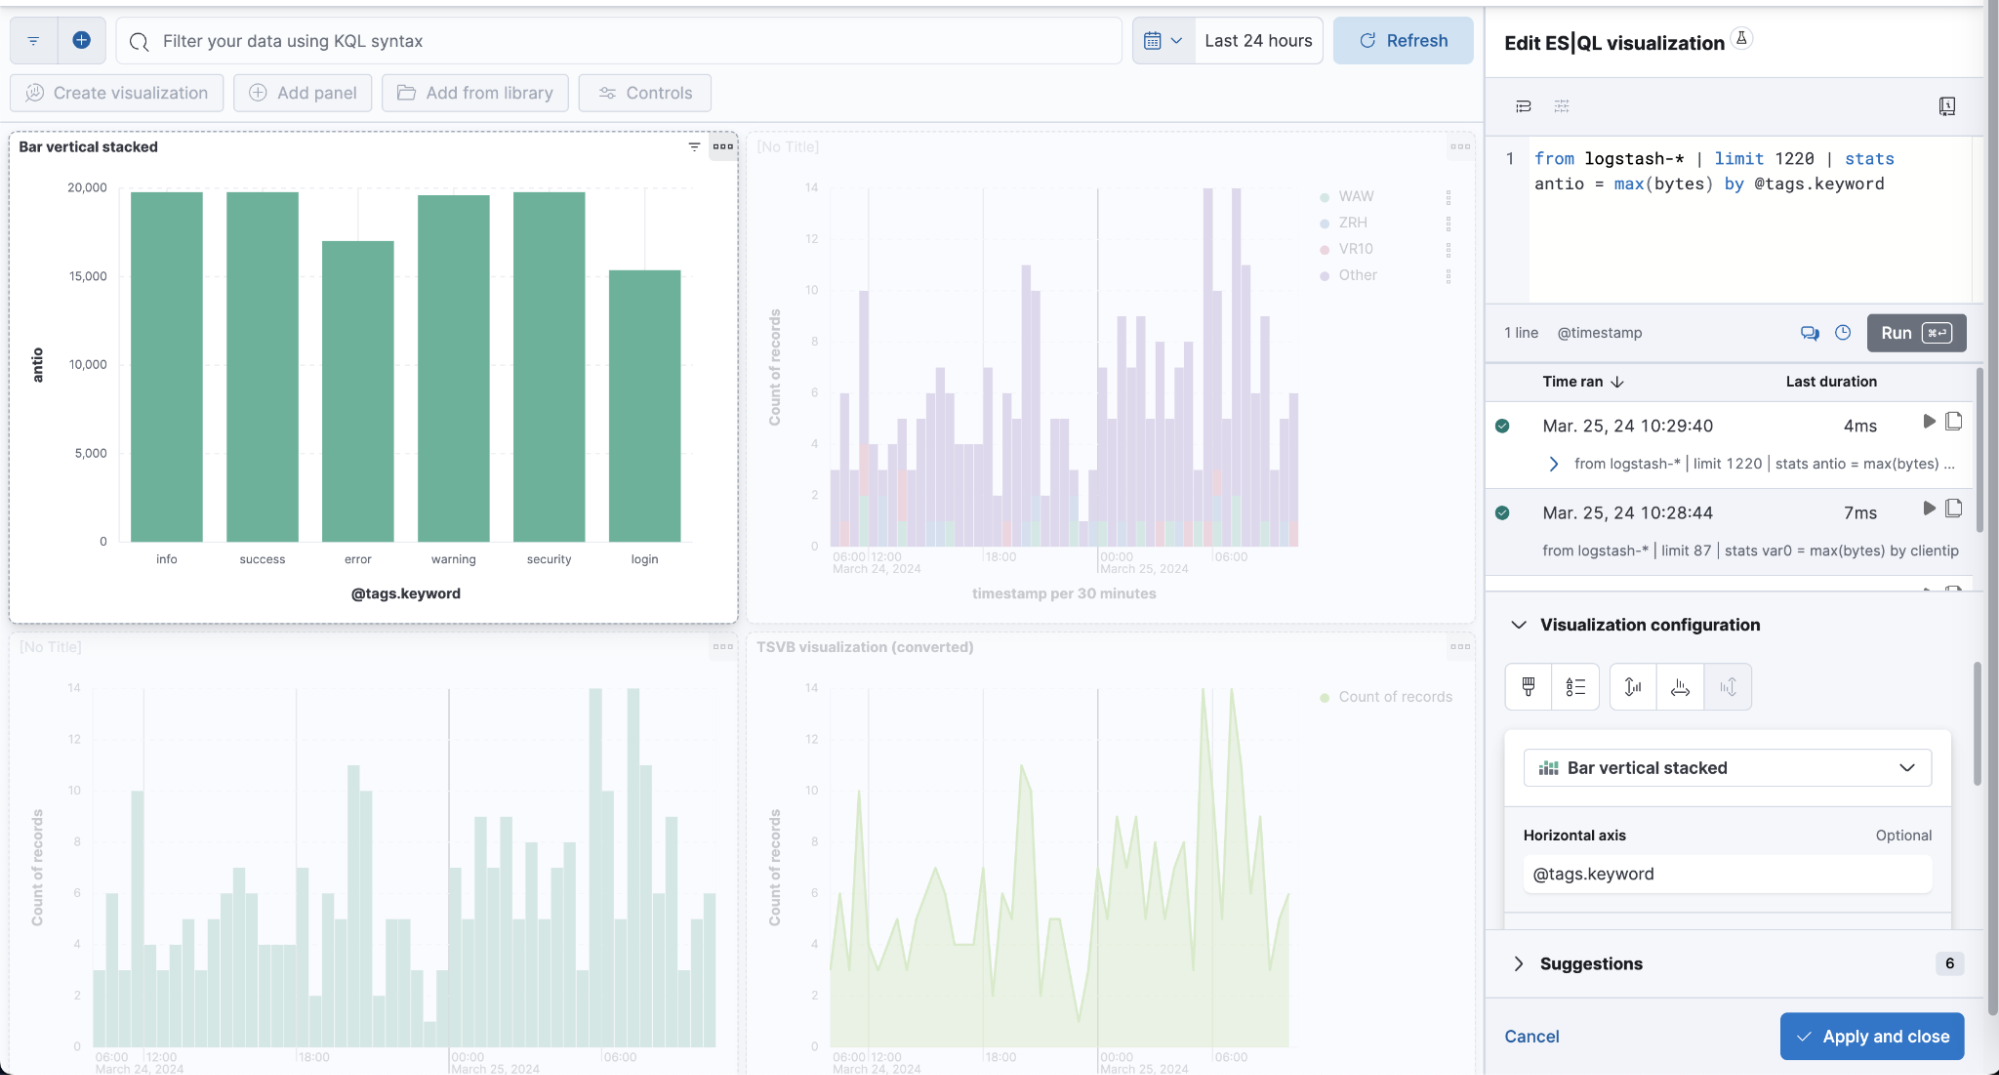 Filter your data using KQL syntax
Last 24 hours
Refresh
Create visualization
Add panel
Add from library
Controls
Bar vertical stacked
20,000
15,000
10,000
5,000
0
antio
info
success
error
warning
security
login
@tags.keyword
[No Title]
14
12
10
8
6
4
2
0
Count of records
06:00
12:00
18:00
00:00
06:00
March 24, 2024
March 25, 2024
timestamp per 30 minutes
WAW
ZRH
VR10
Other
[No Title]
14
12
10
8
6
4
2
0
Count of records
06:00
12:00
18:00
00:00
06:00
March 24, 2024
March 25, 2024
TSVB visualization (converted)
14
12
10
8
6
4
2
0
Count of records
06:00
12:00
18:00
00:00
06:00
March 24, 2024
March 25, 2024
Count of records
Edit ES|QL visualization
1 from logstash-* | limit 1220 | stats
antio = max(bytes) by @tags.keyword
1 line @timestamp
Run ⌘⏎
Time ran Last duration
Mar. 25, 24 10:29:40 4ms
from logstash-* | limit 1220 | stats antio = max(bytes) ...
Mar. 25, 24 10:28:44 7ms
from logstash-* | limit 87 | stats var0 = max(bytes) by clientip
Visualization configuration
Bar vertical stacked
Horizontal axis Optional
@tags.keyword
Suggestions 6
Cancel
Apply and close